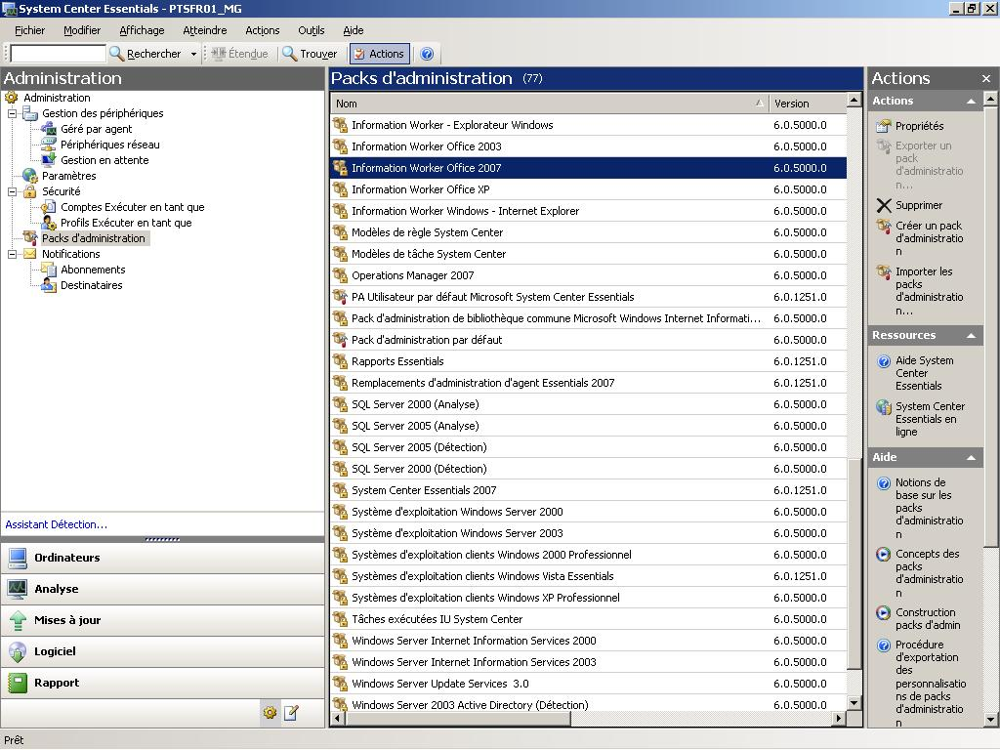 System Center Essentials - PTSFR01_MG
Fichier Modifier Affichage Atteindre Actions Outils Aide
Rechercher Étendue Trouver Actions
Administration
Administration
Gestion des périphériques
Géré par agent
Périphériques réseau
Gestion en attente
Paramètres
Sécurité
Comptes Exécuter en tant que
Profils Exécuter en tant que
Packs d'administration
Notifications
Abonnements
Destinataires
Assistant Détection...
Ordinateurs
Analyse
Mises à jour
Logiciel
Rapport
Packs d'administration (77)
Nom Version
Information Worker - Explorateur Windows 6.0.5000.0
Information Worker Office 2003 6.0.5000.0
Information Worker Office 2007 6.0.5000.0
Information Worker Office XP 6.0.5000.0
Information Worker Windows - Internet Explorer 6.0.5000.0
Modèles de règle System Center 6.0.5000.0
Modèles de tâche System Center 6.0.5000.0
Operations Manager 2007 6.0.5000.0
PA Utilisateur par défaut Microsoft System Center Essentials 6.0.1251.0
Pack d'administration de bibliothèque commune Microsoft Windows Internet Informati... 6.0.5000.0
Pack d'administration par défaut 6.0.5000.0
Rapports Essentials 6.0.1251.0
Remplacements d'administration d'agent Essentials 2007 6.0.1251.0
SQL Server 2000 (Analyse) 6.0.5000.0
SQL Server 2005 (Analyse) 6.0.5000.0
SQL Server 2005 (Détection) 6.0.5000.0
SQL Server 2000 (Détection) 6.0.5000.0
System Center Essentials 2007 6.0.1251.0
Système d'exploitation Windows Server 2000 6.0.5000.0
Système d'exploitation Windows Server 2003 6.0.5000.0
Systèmes d'exploitation clients Windows 2000 Professionnel 6.0.5000.0
Systèmes d'exploitation clients Windows Vista Essentials 6.0.1251.0
Systèmes d'exploitation clients Windows XP Professionnel 6.0.5000.0
Tâches exécutées IU System Center 6.0.5000.0
Windows Server Internet Information Services 2000 6.0.5000.0
Windows Server Internet Information Services 2003 6.0.5000.0
Windows Server Update Services 3.0 6.0.5000.0
Windows Server 2003 Active Directory (Détection) 6.0.5000.0
Actions
Actions
Propriétés
Exporter un
pack
d'administratio
n...
Supprimer
Créer un pack
d'administratio
n
Importer les
packs
d'administratio
n...
Ressources
Aide System
Center
Essentials
System Center
Essentials en
ligne
Aide
Notions de
base sur les
packs
d'administratio
n
Concepts des
packs
d'administratio
n
Construction
packs d'admin
Procédure
d'exportation
des
personnalisatio
ns de packs
d'administratio
n
Prêt